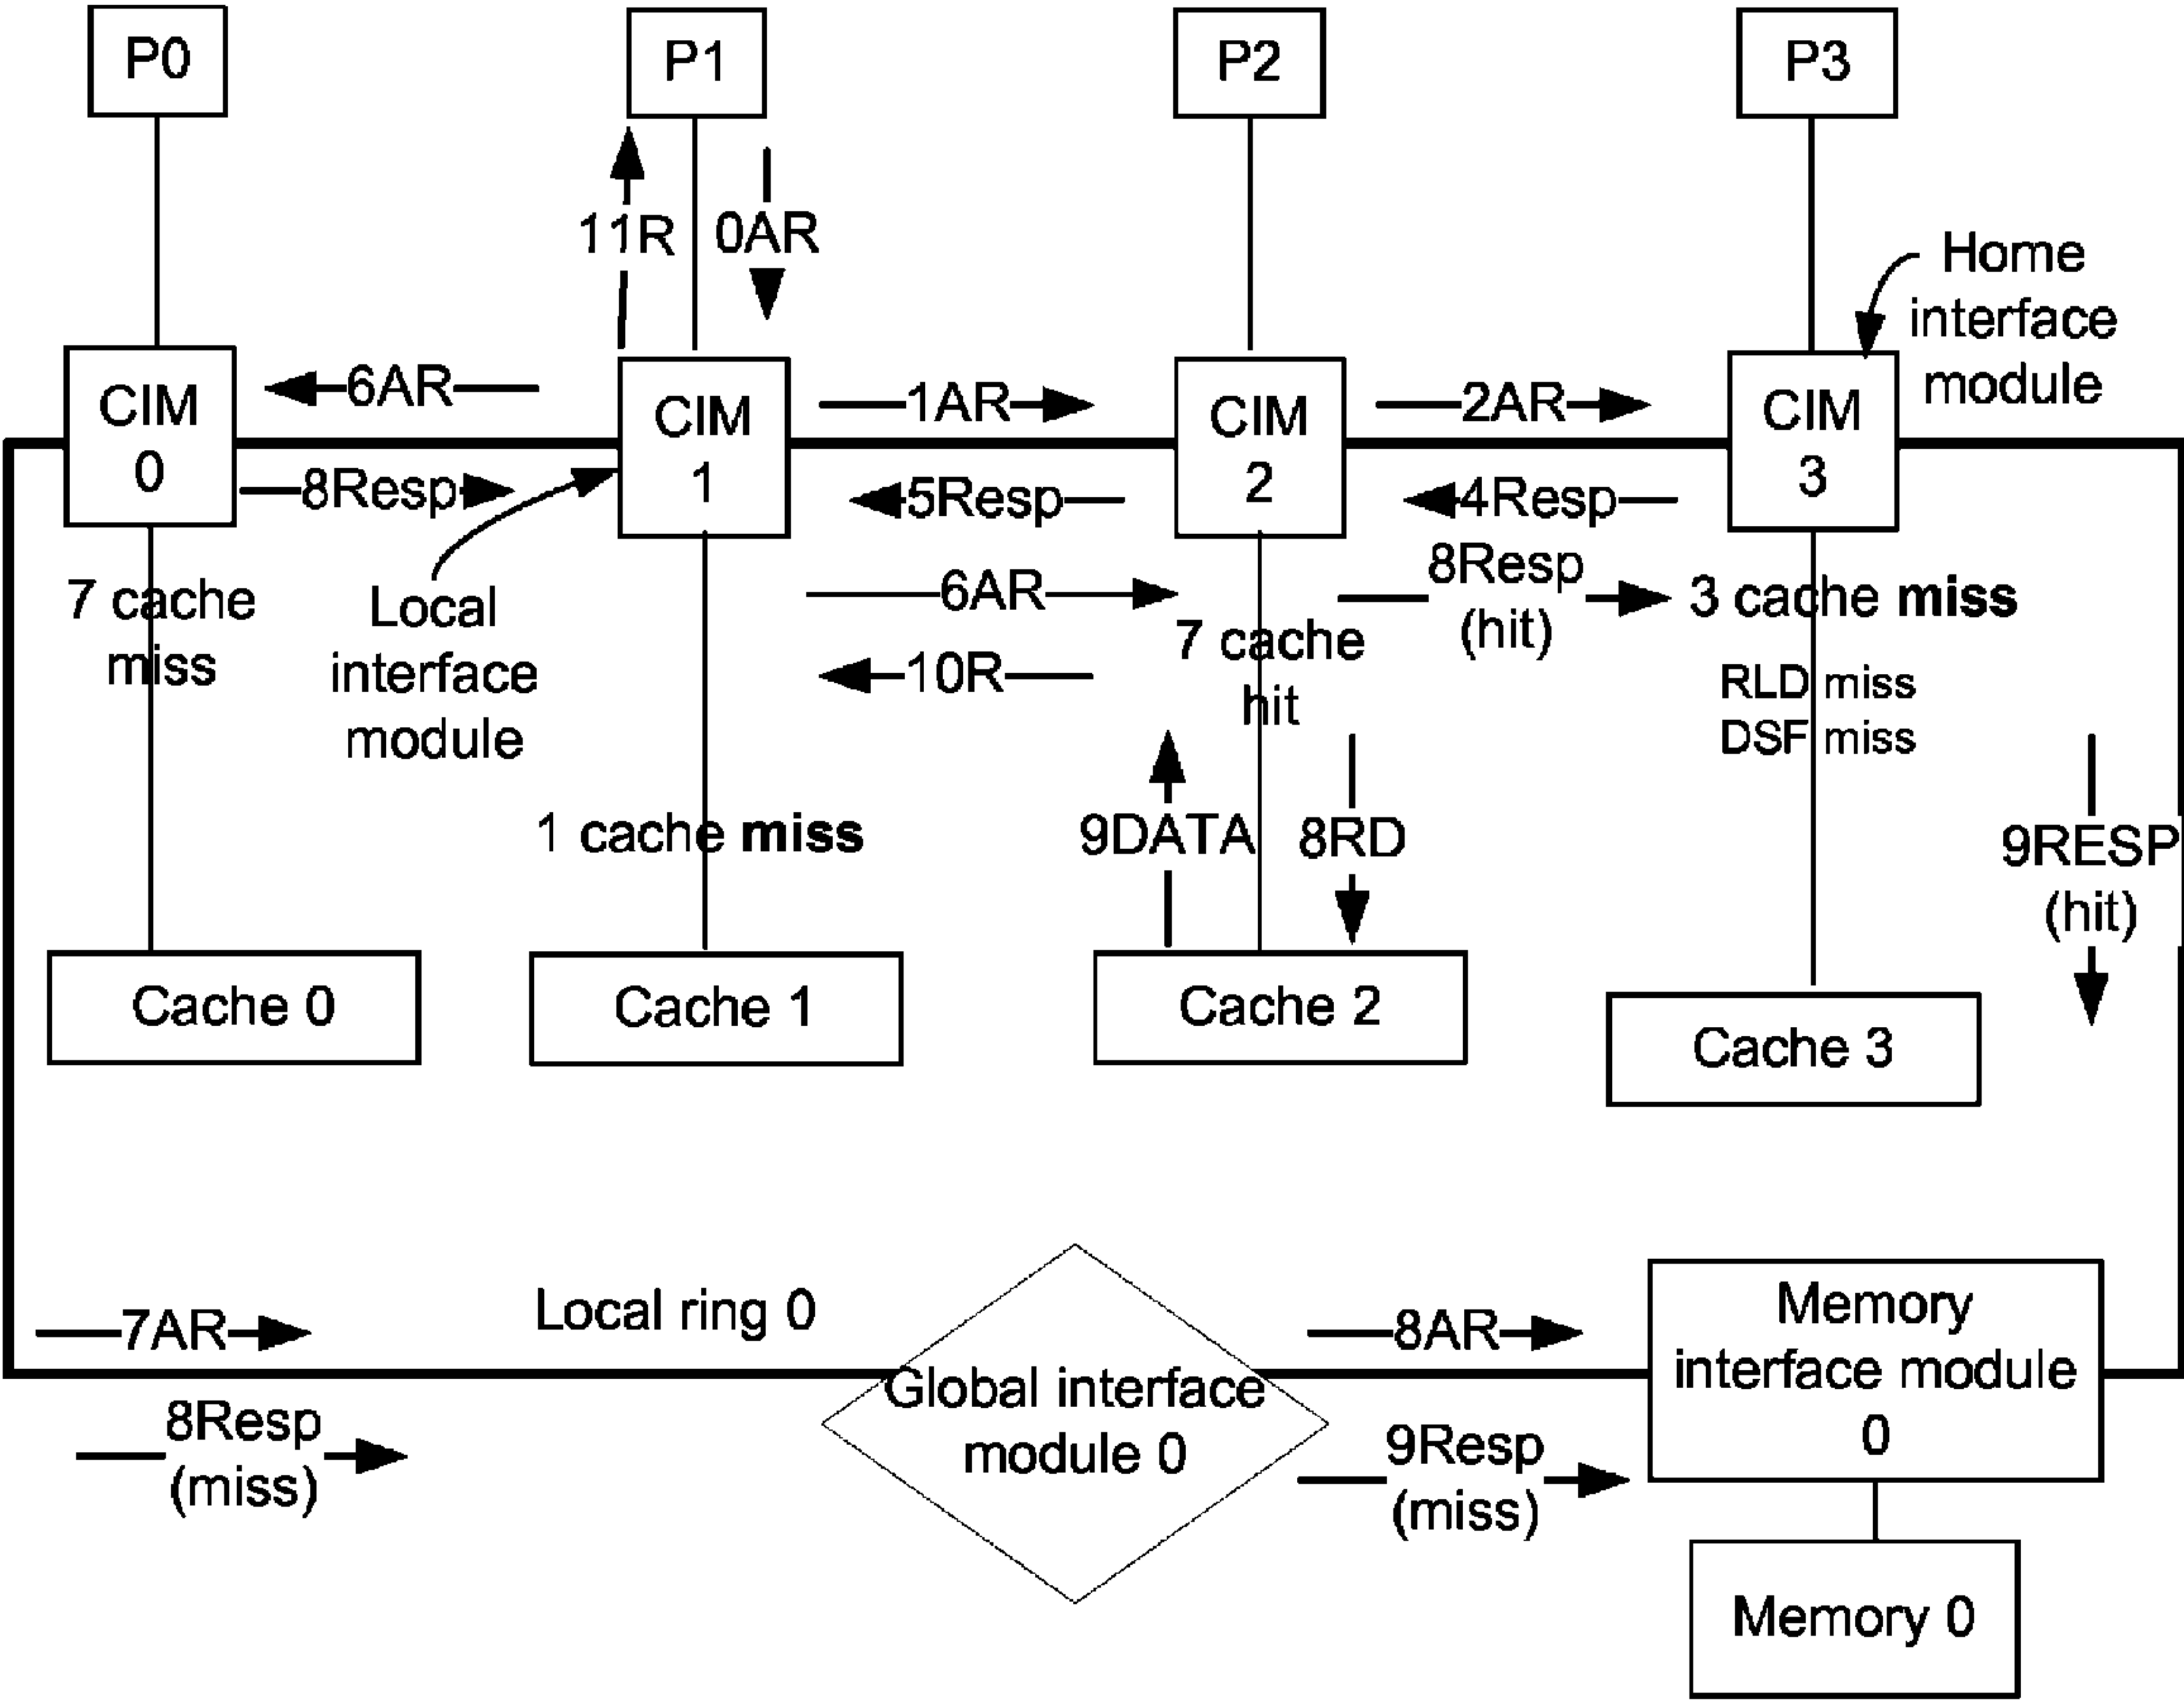 P0
P1
P2
P3
11R
0AR
Home
interface
module
CIM
0
6AR
CIM
1
1AR
CIM
2
2AR
CIM
3
8Resp
5Resp
4Resp
7 cache
miss
Local
interface
module
6AR
8Resp
(hit)
3 cache miss
10R
7 cache
hit
RLD miss
DSF miss
1 cache miss
9DATA
8RD
9RESP
(hit)
Cache 0
Cache 1
Cache 2
Cache 3
7AR
Local ring 0
8AR
Memory
interface module
0
Global interface
module 0
8Resp
(miss)
9Resp
(miss)
Memory 0